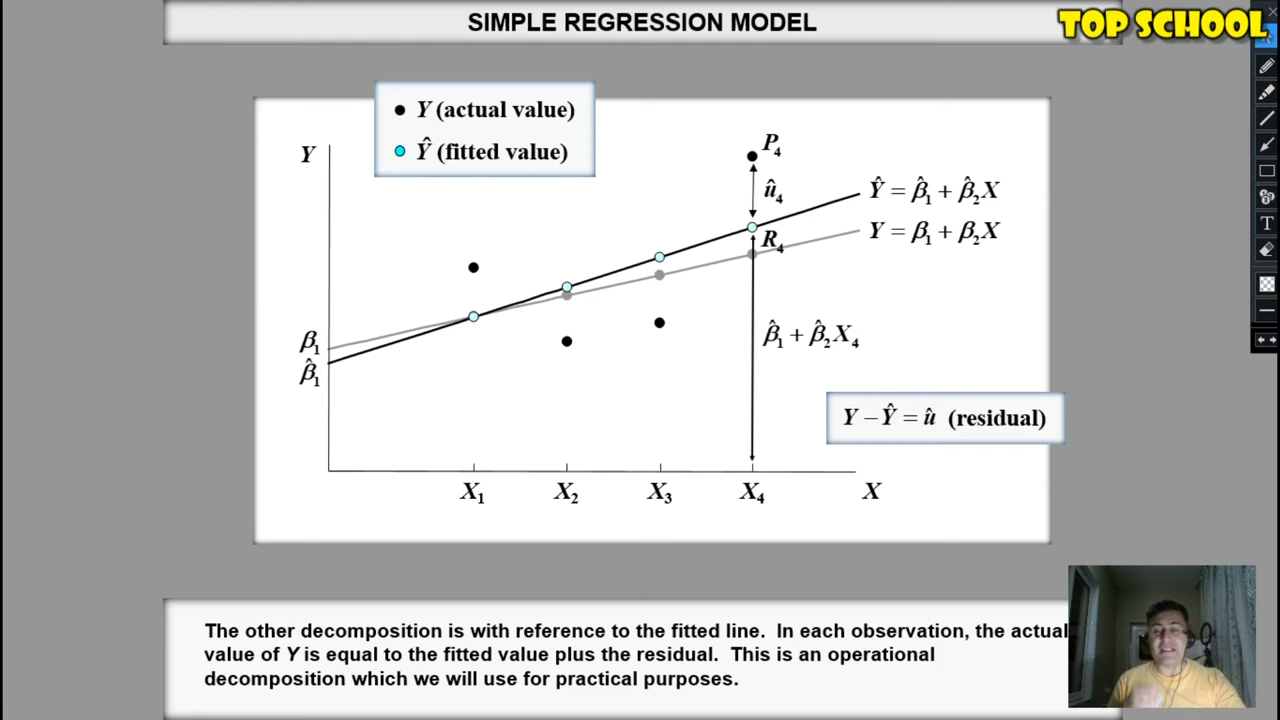 SIMPLE REGRESSION MODEL
TOP SCHOOL
Y (actual value)
Ŷ (fitted value)
Y
P₄
û₄
Ŷ = β̂₁ + β̂₂X
Y = β₁ + β₂X
R₄
β₁
β̂₁
β̂₁ + β̂₂X₄
Y – Ŷ = û (residual)
X₁ X₂ X₃ X₄ X
The other decomposition is with reference to the fitted line. In each observation, the actual
value of Y is equal to the fitted value plus the residual. This is an operational
decomposition which we will use for practical purposes.
T